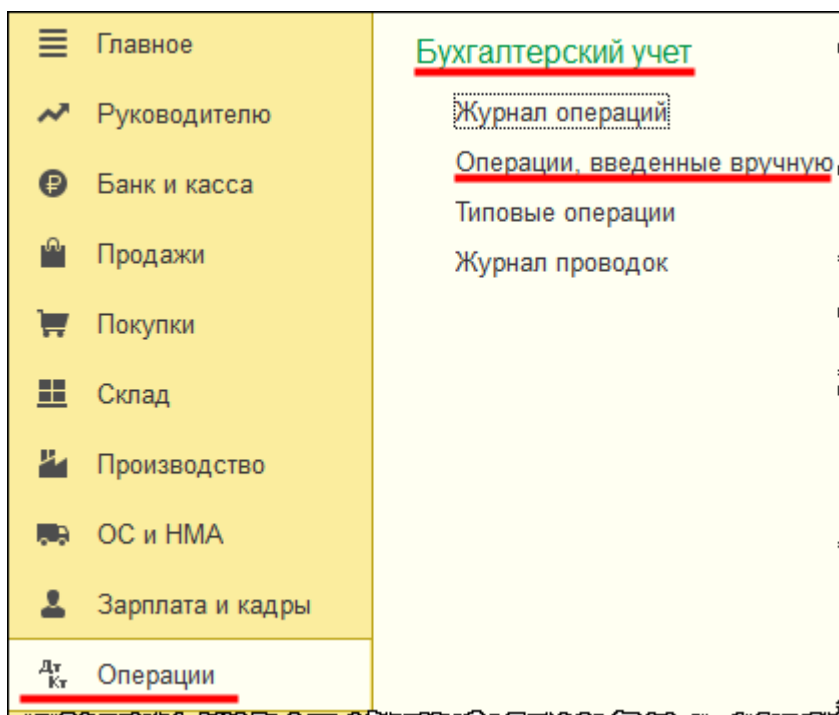 Главное
Руководителю
Банк и касса
Продажи
Покупки
Склад
Производство
ОС и НМА
Зарплата и кадры
Дт
Кт
Операции
Бухгалтерский учет
Журнал операций
Операции, введенные вручную
Типовые операции
Журнал проводок